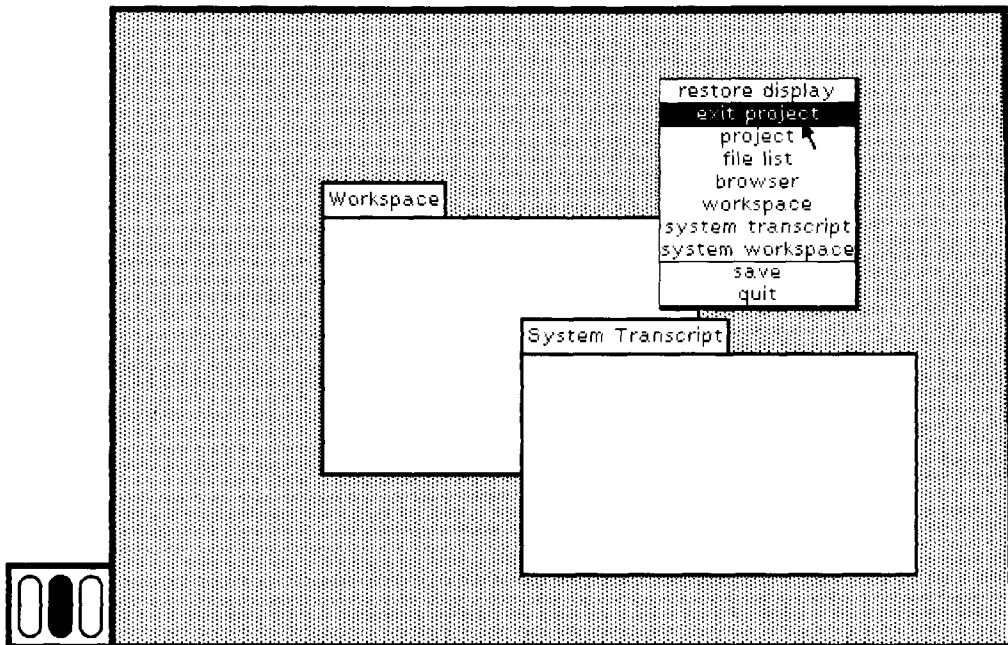 restore display
exit project
project
file list
browser
workspace
system transcript
system workspace
save
quit
Workspace
System Transcript